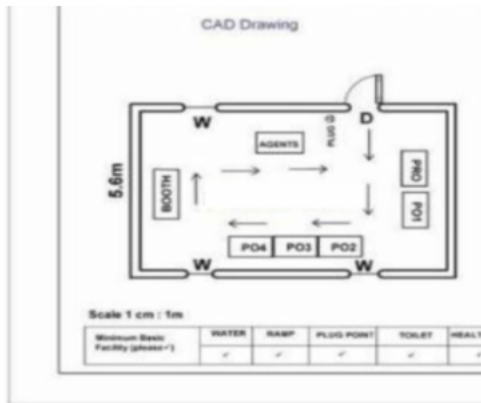 CAD Drawing
W
D
PLUG
AGENTS
5.6m
BOOTH
PRO
PO1
PO4 PO3 PO2
W
W
Scale 1 cm : 1m
Minimum Basic
Facility (please✓)
WATER RAMP PLUG POINT TOILET HEALT
✓ ✓ ✓ ✓